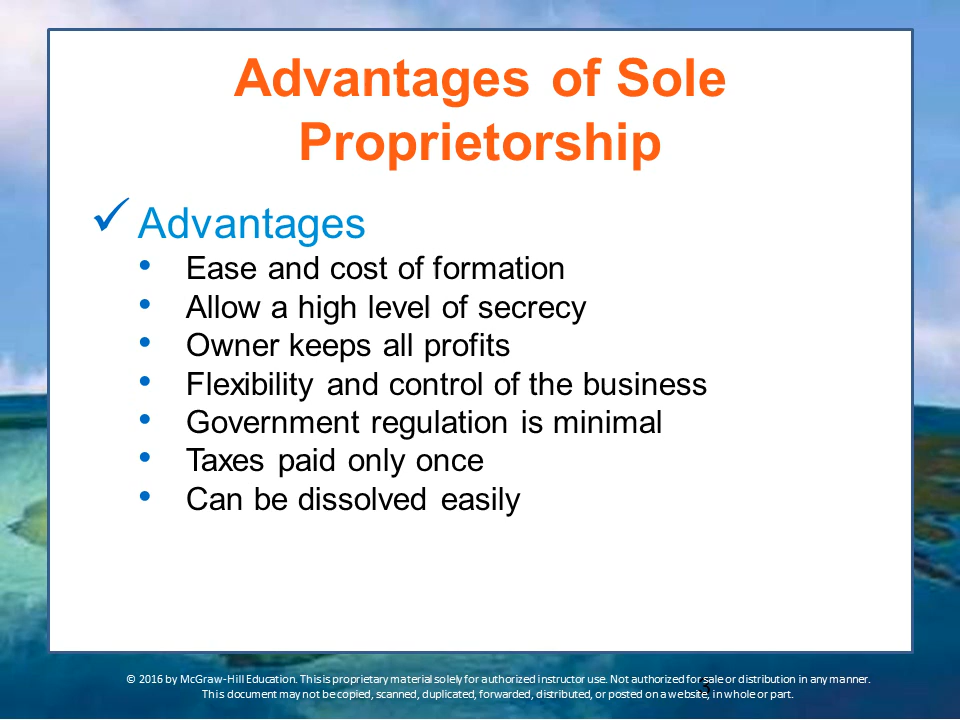 Advantages of Sole
Proprietorship
✓ Advantages
• Ease and cost of formation
• Allow a high level of secrecy
• Owner keeps all profits
• Flexibility and control of the business
• Government regulation is minimal
• Taxes paid only once
• Can be dissolved easily
© 2016 by McGraw-Hill Education. This is proprietary material solely for authorized instructor use. Not authorized for sale or distribution in any manner.
This document may not be copied, scanned, duplicated, forwarded, distributed, or posted on a website, in whole or part.